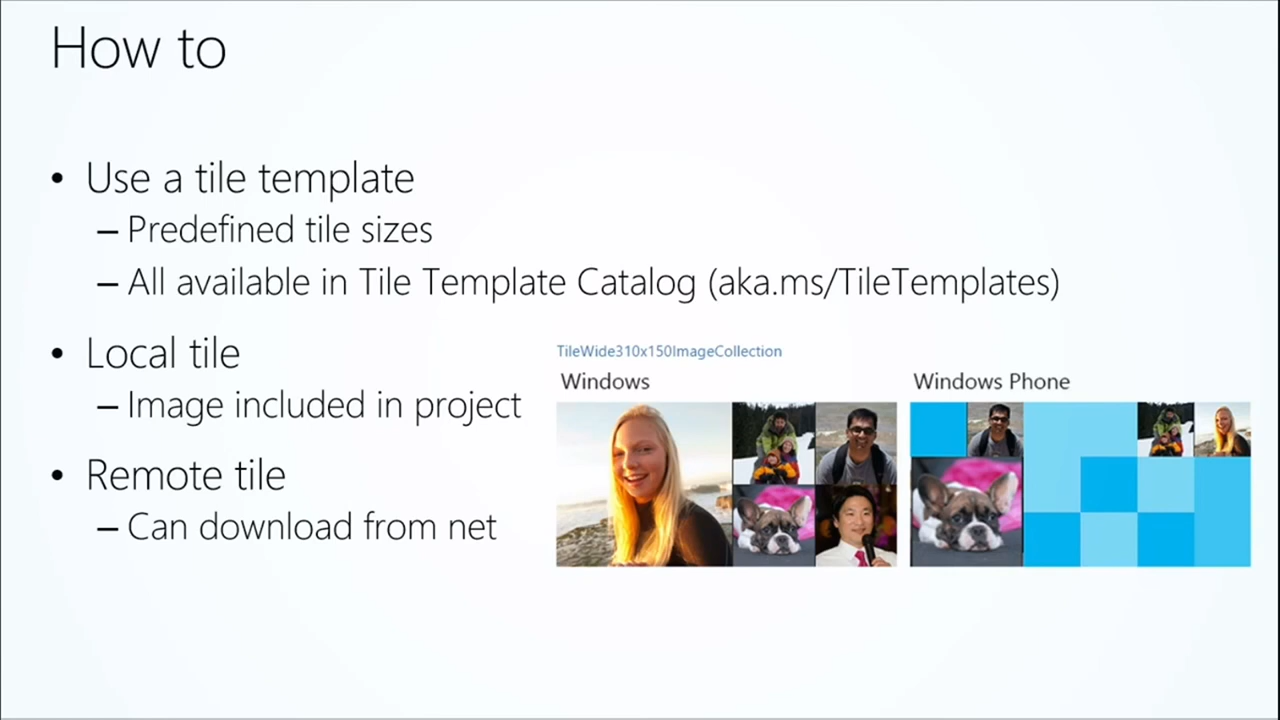 How to
• Use a tile template
– Predefined tile sizes
– All available in Tile Template Catalog (aka.ms/TileTemplates)
• Local tile
– Image included in project
• Remote tile
– Can download from net
TileWide310x150ImageCollection
Windows
Windows Phone